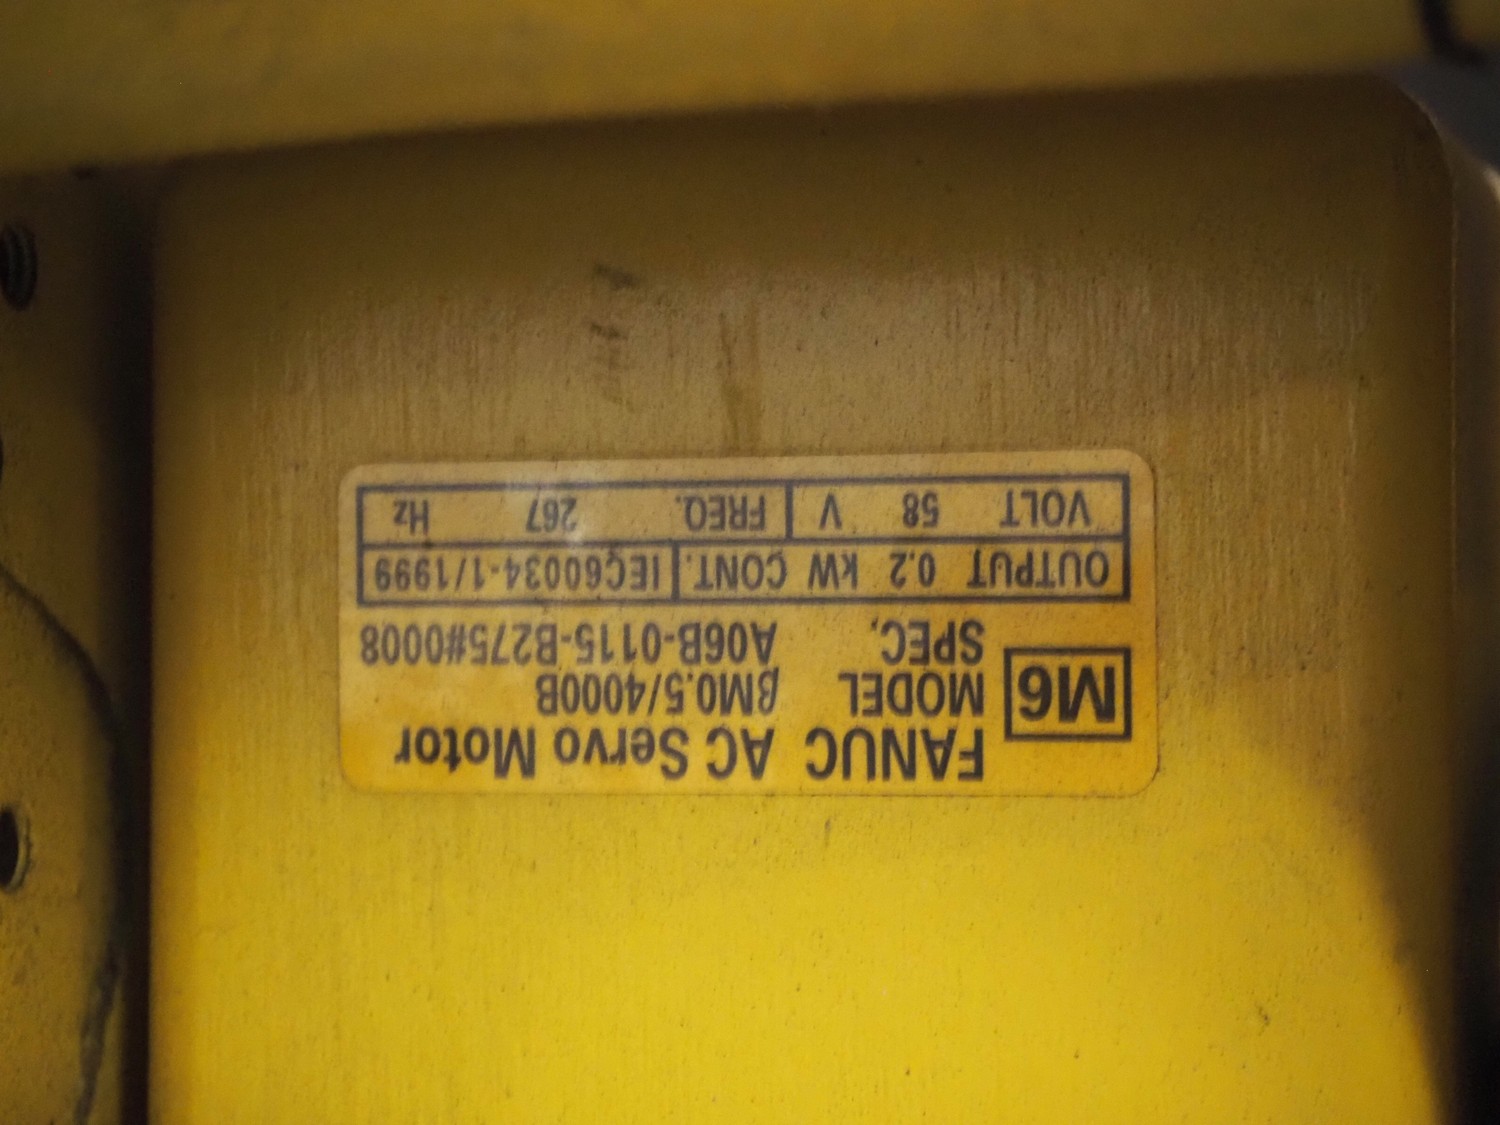 FANUC AC Servo Motor
M6
MODEL βM0.5/4000B
SPEC. A06B-0115-B275#0008
OUTPUT 0.2 kW CONT. IEC60034-1/1999
VOLT 58 V FREQ. 267 Hz